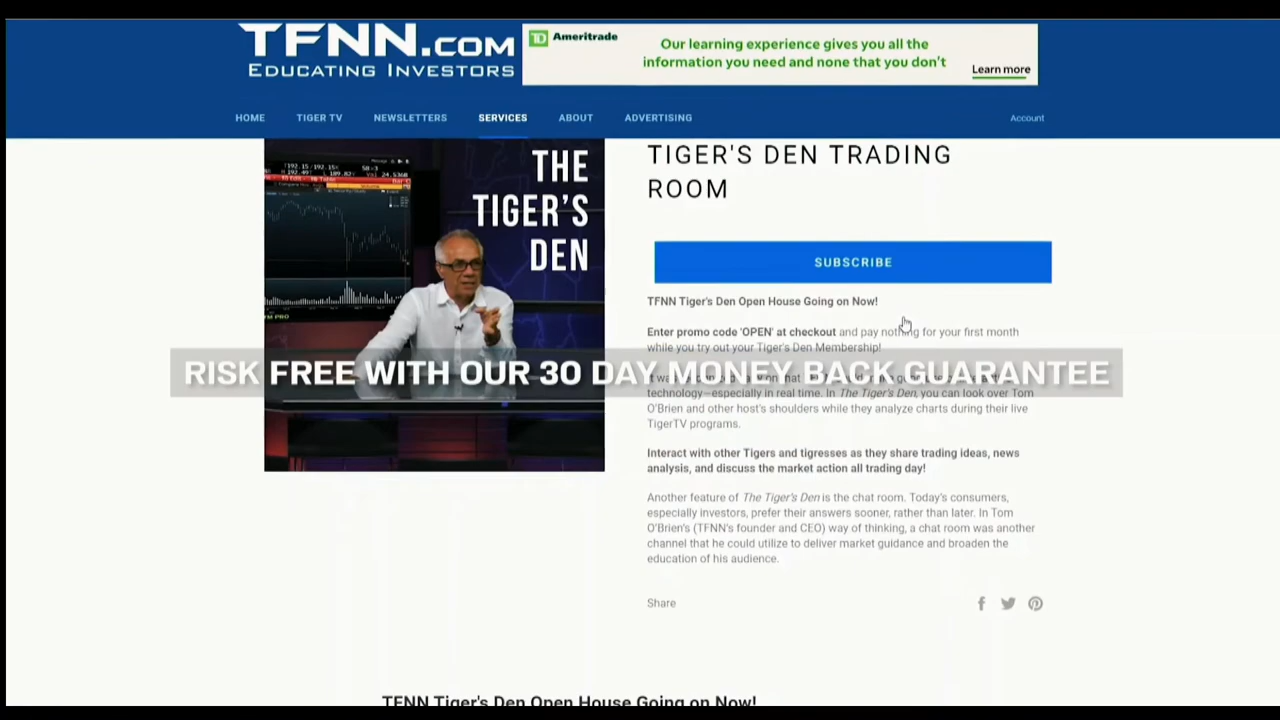 TFNN.COM
EDUCATING INVESTORS
TD Ameritrade
Our learning experience gives you all the
information you need and none that you don't
Learn more
HOME TIGER TV NEWSLETTERS SERVICES ABOUT ADVERTISING Account
THE
TIGER'S
DEN
TIGER'S DEN TRADING
ROOM
SUBSCRIBE
TFNN Tiger's Den Open House Going on Now!
Enter promo code 'OPEN' at checkout and pay nothing for your first month
while you try out your Tiger's Den Membership!
RISK FREE WITH OUR 30 DAY MONEY BACK GUARANTEE
technology—especially in real time. In The Tiger's Den, you can look over Tom
O'Brien and other host's shoulders while they analyze charts during their live
TigerTV programs.
Interact with other Tigers and tigresses as they share trading ideas, news
analysis, and discuss the market action all trading day!
Another feature of The Tiger's Den is the chat room. Today's consumers,
especially investors, prefer their answers sooner, rather than later. In Tom
O'Brien's (TFNN's founder and CEO) way of thinking, a chat room was another
channel that he could utilize to deliver market guidance and broaden the
education of his audience.
Share
TFNN Tiger's Den Open House Going on Now!